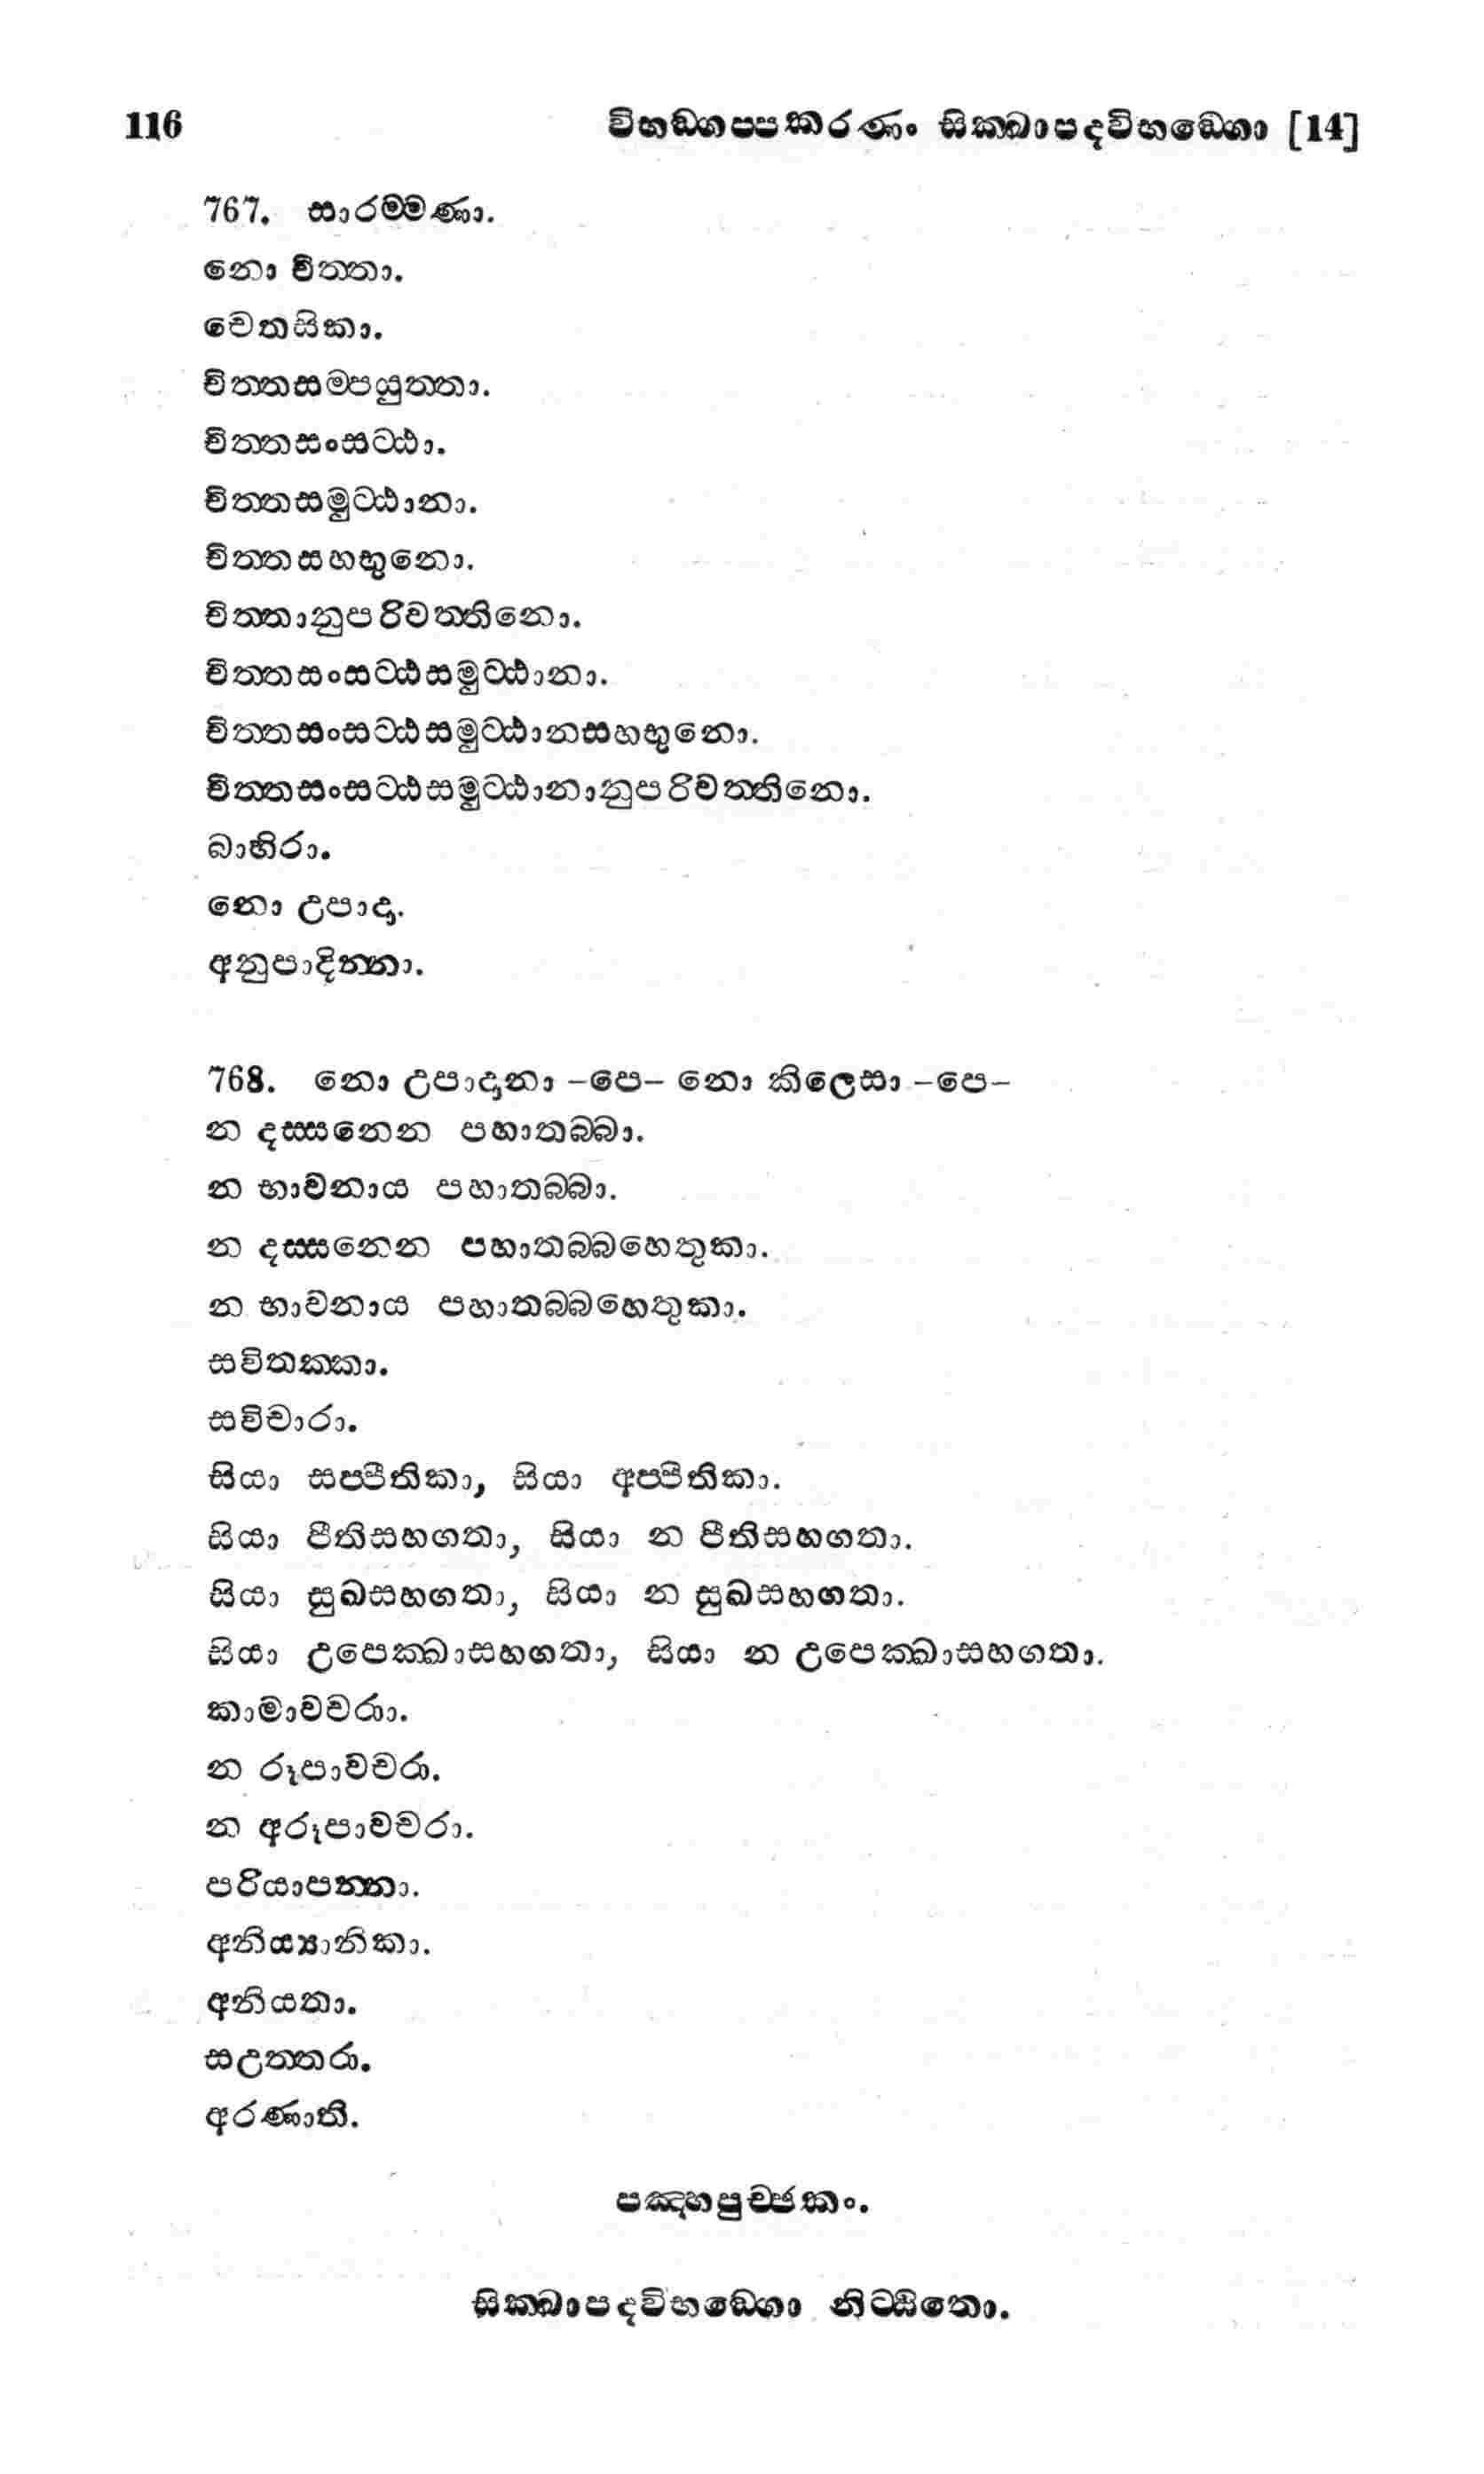 116 විභඞ්ගප්පකරණං සික්ඛාපදවිභඞ්ගො [14]
767. සාරම්මණා.
නො චිත්තා.
චෙතසිකා.
චිත්තසම්පයුත්තා.
චිත්තසංසට්ඨා.
චිත්තසමුට්ඨානා.
චිත්තසහභුනො.
චිත්තානුපරිවත්තිනො.
චිත්තසංසට්ඨසමුට්ඨානා.
චිත්තසංසට්ඨසමුට්ඨානසහභුනො.
චිත්තසංසට්ඨසමුට්ඨානානුපරිවත්තිනො.
බාහිරා.
නො උපාදා.
අනුපාදින්නා.
768. නො උපාදානා –පෙ– නො කිලෙසා –පෙ–
න දස්සනෙන පහාතබ්බා.
න භාවනාය පහාතබ්බා.
න දස්සනෙන පහාතබ්බහෙතුකා.
න භාවනාය පහාතබ්බහෙතුකා.
සවිතක්කා.
සවිචාරා.
සියා සප්පීතිකා, සියා අප්පීතිකා.
සියා පීතිසහගතා, සියා න පීතිසහගතා.
සියා සුඛසහගතා, සියා න සුඛසහගතා.
සියා උපෙක්ඛාසහගතා, සියා න උපෙක්ඛාසහගතා.
කාමාවචරා.
න රූපාවචරා.
න අරූපාවචරා.
පරියාපන්නා.
අනිය්‍යානිකා.
අනියතා.
සඋත්තරා.
අරණාති.
පඤ්හපුච්ඡකං.
සික්ඛාපදවිභඞ්ගො නිට්ඨිතො.